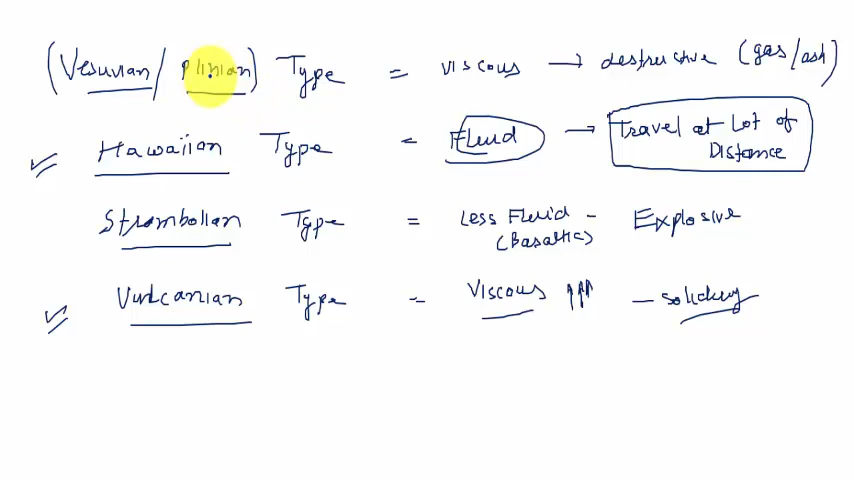 (Vesuvian/ Plinian) Type = viscous → destructive (gas/ash)
Hawaiian Type = Fluid → Travel at Lot of Distance
Strombolian Type = Less Fluid - Explosive
(Basaltic)
Vulcanian Type = Viscous ↑↑↑ - solidify